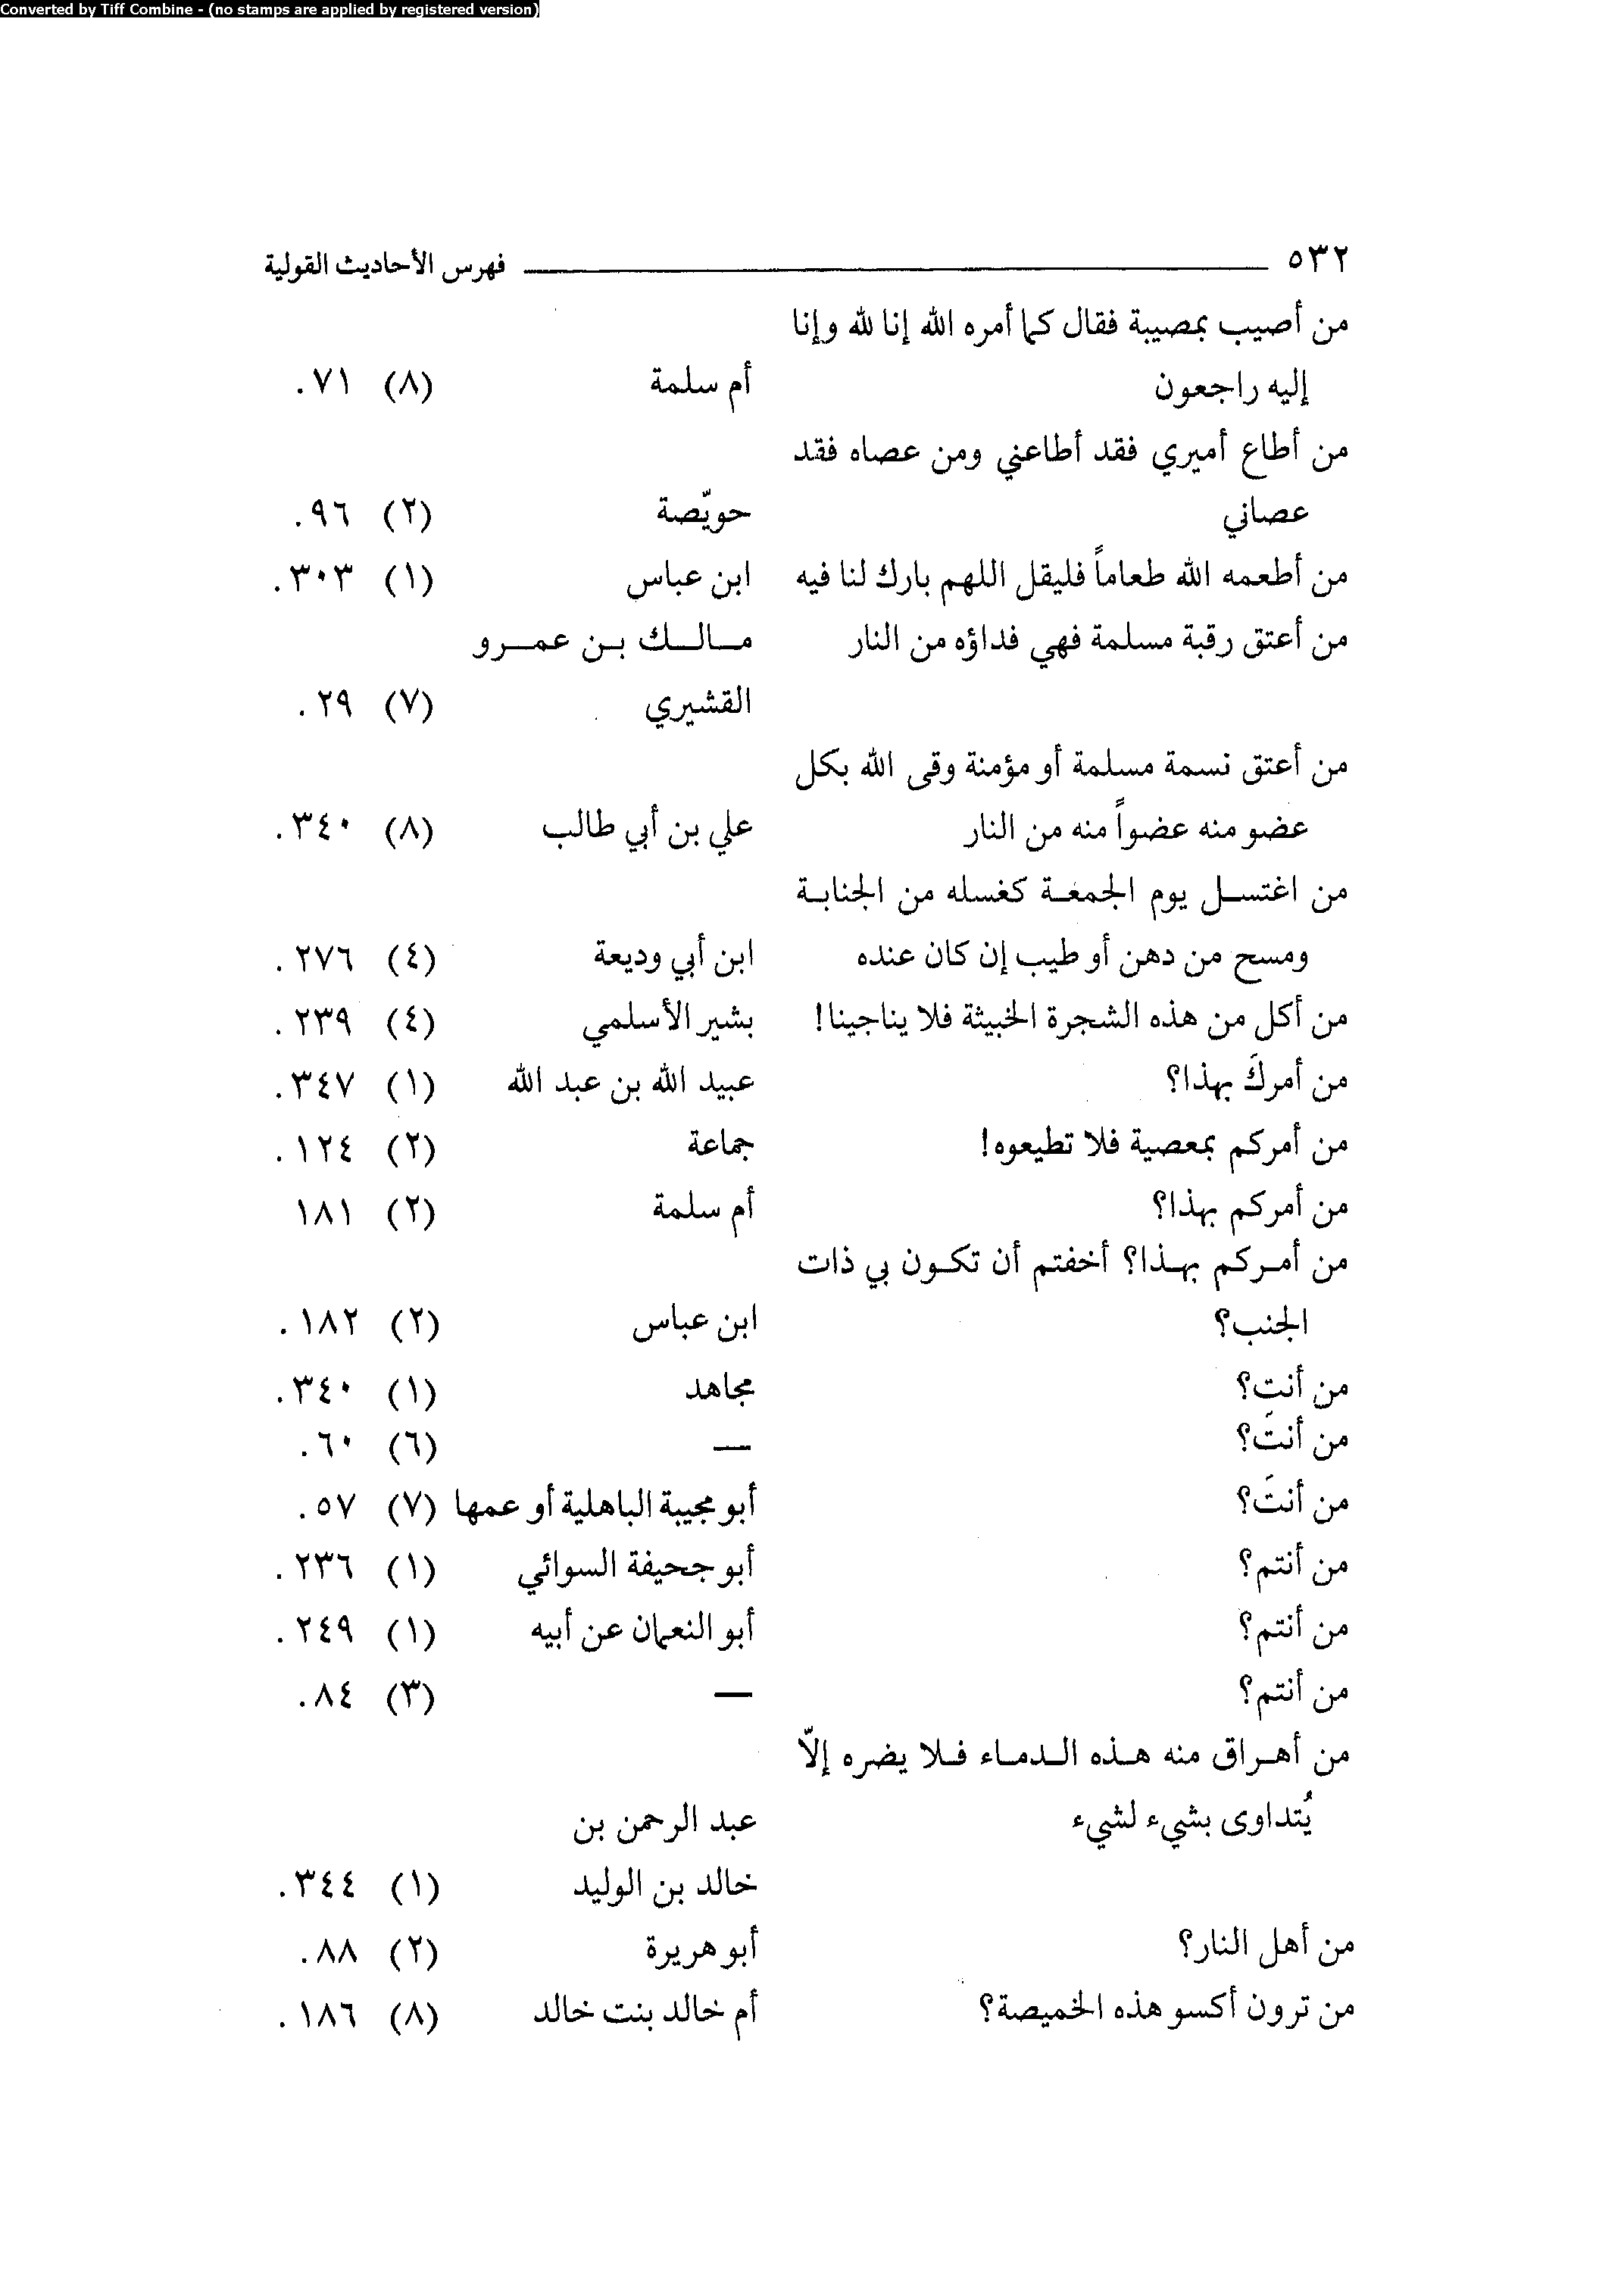 Converted by Tiff Combine - (no stamps are applied by registered version)
٥٣٢ فهرس الأحاديث القولية
من أصيب بمصيبة فقال كما أمره الله إنا لله وإنا
إليه راجعون أم سلمة (٨) ٧١.
من أطاع أميري فقد أطاعني ومن عصاه فقد
عصاني حويّصة (٢) ٩٦.
من أطعمه الله طعاماً فليقل اللهم بارك لنا فيه ابن عباس (١) ٣٠٣.
من أعتق رقبة مسلمة فهي فداؤه من النار مالك بن عمرو
القشيري (٧) ٢٩.
من أعتق نسمة مسلمة أو مؤمنة وقى الله بكل
عضو منه عضواً منه من النار علي بن أبي طالب (٨) ٣٤٠.
من اغتسل يوم الجمعة كغسله من الجنابة
ومسح من دهن أو طيب إن كان عنده ابن أبي وديعة (٤) ٢٧٦.
من أكل من هذه الشجرة الخبيثة فلا يناجينا! بشير الأسلمي (٤) ٢٣٩.
من أمركَ بهذا؟ عبيد الله بن عبد الله (١) ٣٤٧.
من أمركم بمعصية فلا تطيعوه! جماعة (٢) ١٢٤.
من أمركم بهذا؟ أم سلمة (٢) ١٨١
من أمركم بهذا؟ أخفتم أن تكون بي ذات
الجنب؟ ابن عباس (٢) ١٨٢.
من أنتِ؟ مجاهد (١) ٣٤٠.
من أنتَ؟ — (٦) ٦٠.
من أنتَ؟ أبو مجيبة الباهلية أو عمها (٧) ٥٧.
من أنتم؟ أبو جحيفة السوائي (١) ٢٣٦.
من أنتم؟ أبو النعمان عن أبيه (١) ٢٤٩.
من أنتم؟ — (٣) ٨٤.
من أهراق منه هذه الدماء فلا يضره إلّا
يُتداوى بشيء لشيء عبد الرحمن بن
خالد بن الوليد (١) ٣٤٤.
من أهل النار؟ أبو هريرة (٢) ٨٨.
من ترون أكسو هذه الخميصة؟ أم خالد بنت خالد (٨) ١٨٦.